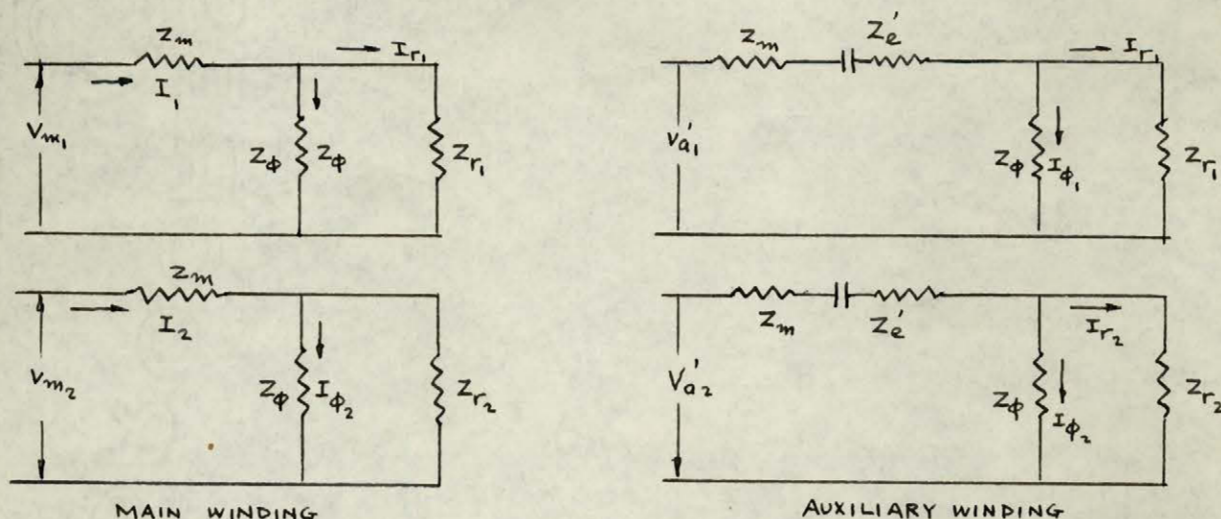 Zm
Ir1
I1
Vm1
Zφ Zφ
Zr1
Zm
I2
Vm2
Zφ Iφ2
Zr2
MAIN WINDING
Zm Ze'
Ir1
Va1'
Zφ Iφ1
Zr1
Zm Ze'
Ir2
Va2'
Zφ Iφ2
Zr2
AUXILIARY WINDING